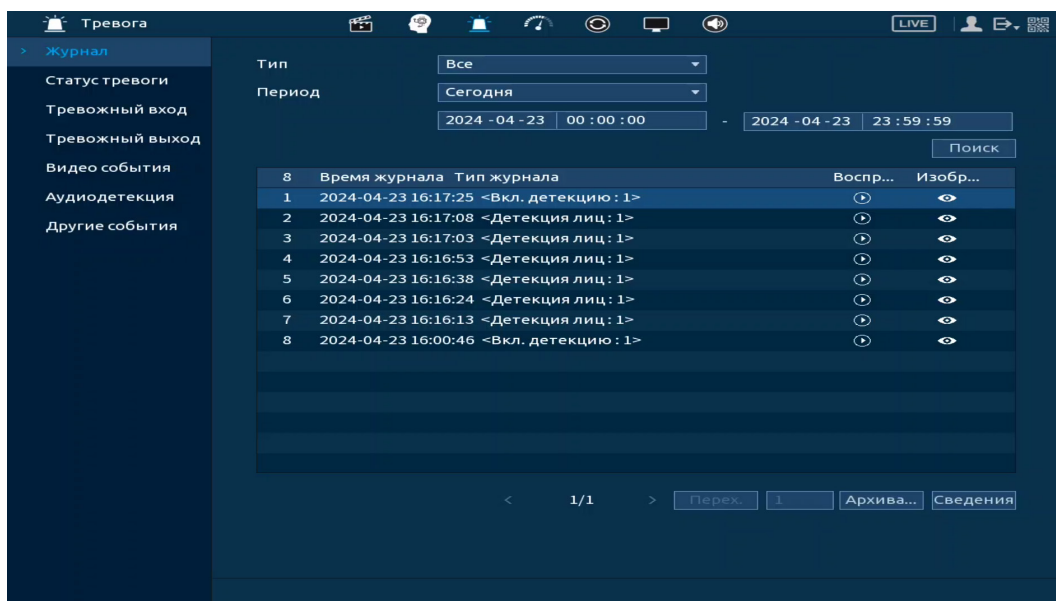 Тревога LIVE
Журнал
Статус тревоги
Тревожный вход
Тревожный выход
Видео события
Аудиодетекция
Другие события
Тип Все
Период Сегодня
2024 -04 -23 00 : 00 : 00 - 2024 -04 -23 23 : 59 : 59
Поиск
8 Время журнала Тип журнала Воспр... Изобр...
1 2024-04-23 16:17:25 <Вкл. детекцию : 1>
2 2024-04-23 16:17:08 <Детекция лиц : 1>
3 2024-04-23 16:17:03 <Детекция лиц : 1>
4 2024-04-23 16:16:53 <Детекция лиц : 1>
5 2024-04-23 16:16:38 <Детекция лиц : 1>
6 2024-04-23 16:16:24 <Детекция лиц : 1>
7 2024-04-23 16:16:13 <Детекция лиц : 1>
8 2024-04-23 16:00:46 <Вкл. детекцию : 1>
< 1/1 > Перех. 1 Архива... Сведения